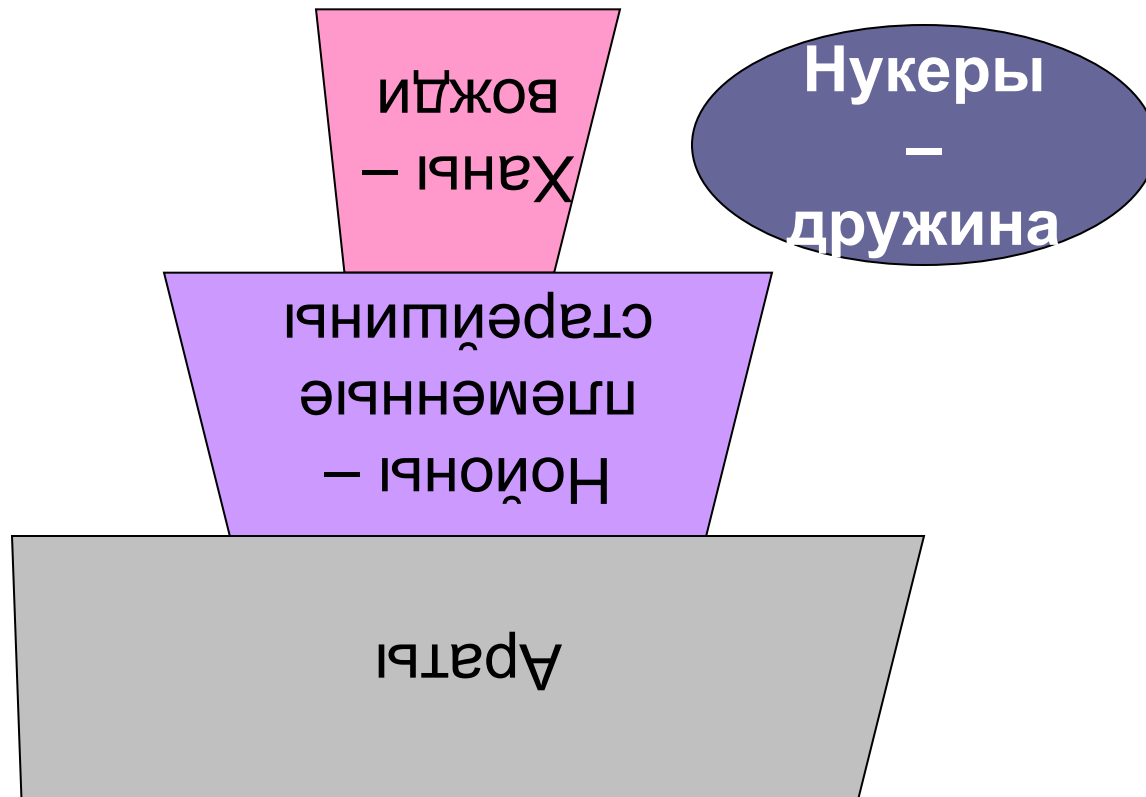 Ханы –
вожди
Нукеры
–
дружина
Нойоны –
племенные
старейшины
Араты